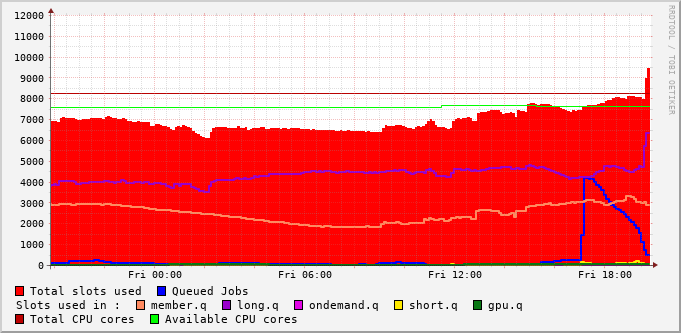 12000
11000
10000
9000
8000
7000
6000
5000
4000
3000
2000
1000
0
Fri 00:00 Fri 06:00 Fri 12:00 Fri 18:00
Total slots used Queued Jobs
Slots used in : member.q long.q ondemand.q short.q gpu.q
Total CPU cores Available CPU cores
RRDTOOL / TOBI OETIKER